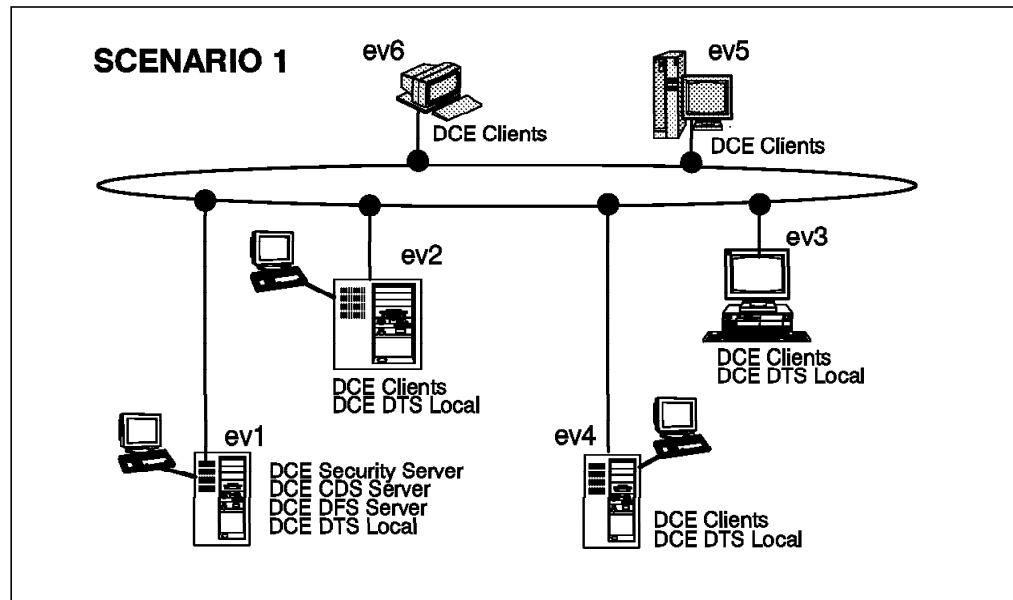 SCENARIO 1
ev6
DCE Clients
ev5
DCE Clients
ev2
DCE Clients
DCE DTS Local
ev3
DCE Clients
DCE DTS Local
ev1
DCE Security Server
DCE CDS Server
DCE DFS Server
DCE DTS Local
ev4
DCE Clients
DCE DTS Local